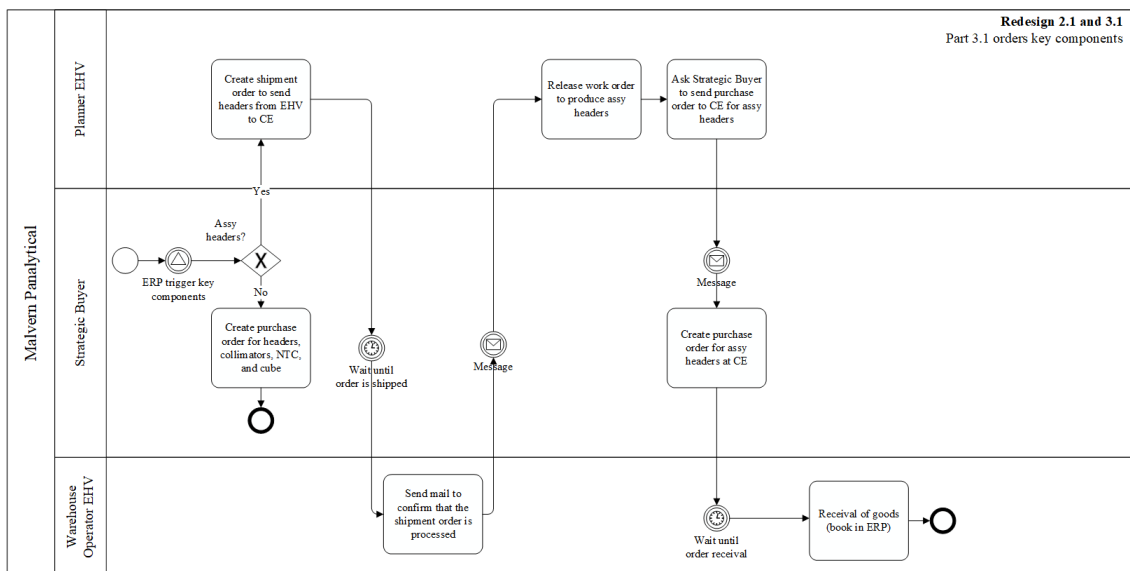 Redesign 2.1 and 3.1
Part 3.1 orders key components
Malvern Panalytical
Planner EHV
Create shipment
order to send
headers from EHV
to CE
Release work order
to produce assy
headers
Ask Strategic Buyer
to send purchase
order to CE for assy
headers
Yes
Strategic Buyer
Assy
headers?
X
ERP trigger key
components
No
Create purchase
order for headers,
collimators, NTC,
and cube
Wait until
order is shipped
Message
Message
Create purchase
order for assy
headers at CE
Warehouse
Operator EHV
Send mail to
confirm that the
shipment order is
processed
Wait until
order receival
Receival of goods
(book in ERP)